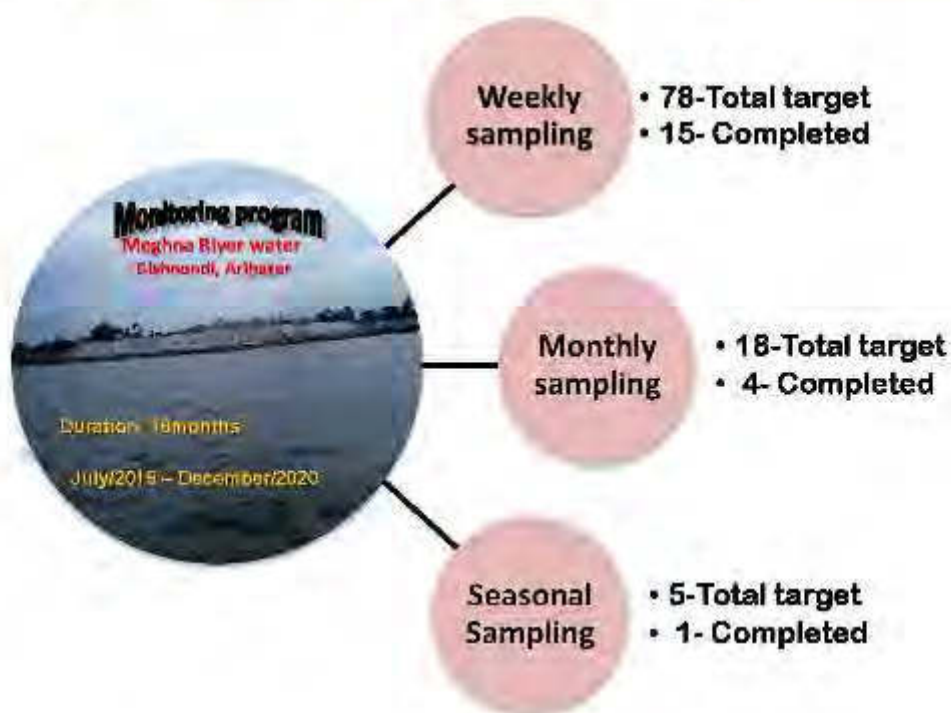 Monitoring program
Meghna River water
Duration
months
July/2019 – December/2020
Weekly
sampling
• 78-Total target
• 15- Completed
Monthly
sampling
• 18-Total target
• 4- Completed
Seasonal
Sampling
• 5-Total target
• 1- Completed